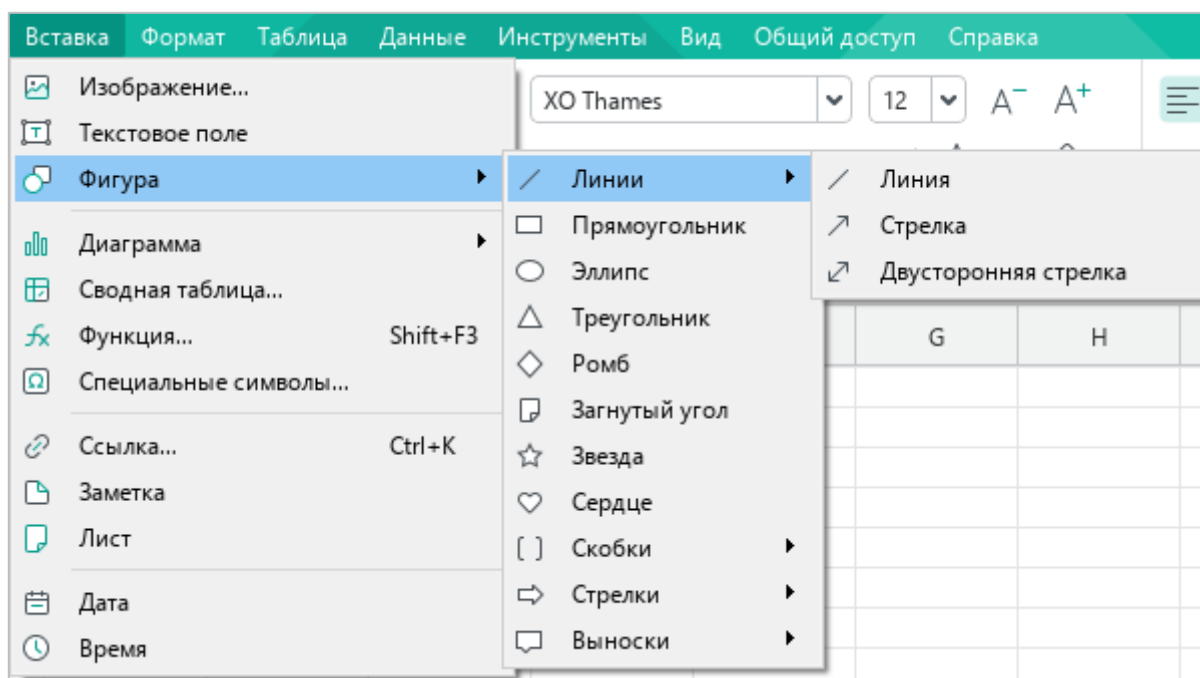 Вставка Формат Таблица Данные Инструменты Вид Общий доступ Справка
Изображение...
Текстовое поле
Фигура
Диаграмма
Сводная таблица...
Функция... Shift+F3
Специальные символы...
Ссылка... Ctrl+K
Заметка
Лист
Дата
Время
XO Thames 12 A− A+
Линии
Прямоугольник
Эллипс
Треугольник
Ромб
Загнутый угол
Звезда
Сердце
Скобки
Стрелки
Выноски
Линия
Стрелка
Двусторонняя стрелка
G H